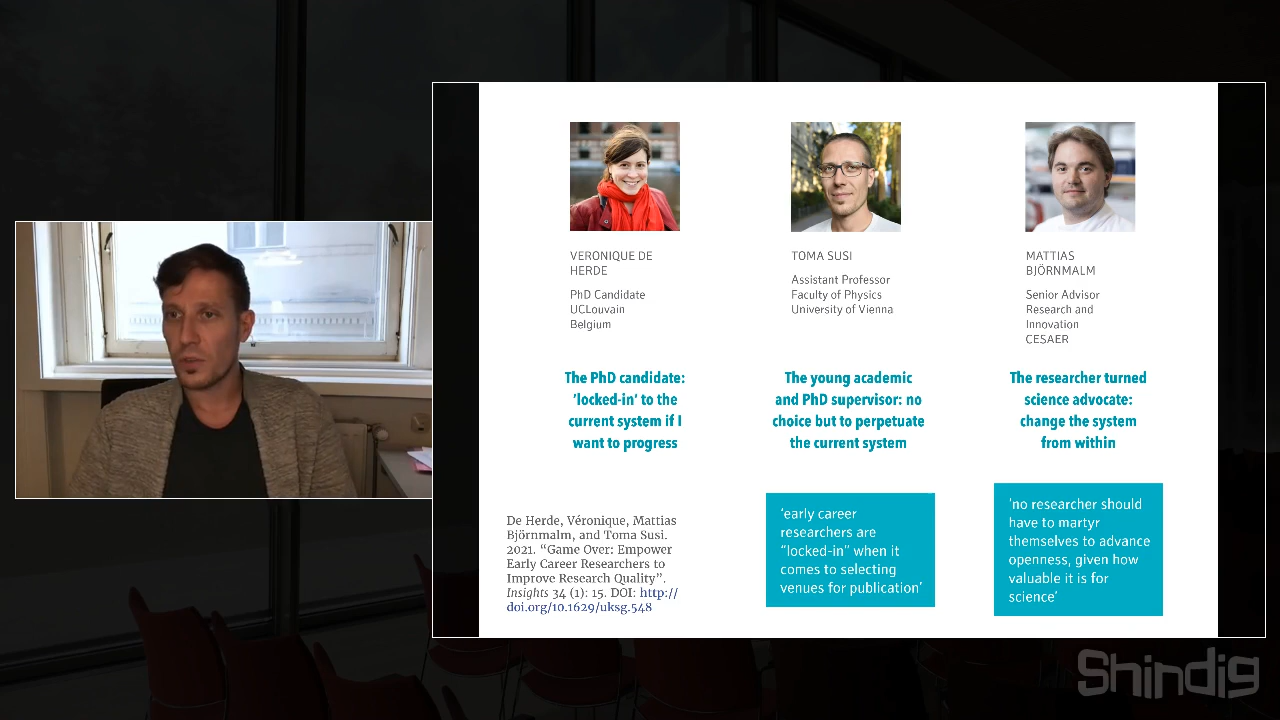 VERONIQUE DE
HERDE
PhD Candidate
UCLouvain
Belgium
The PhD candidate:
'locked-in' to the
current system if I
want to progress
De Herde, Véronique, Mattias
Björnmalm, and Toma Susi.
2021. “Game Over: Empower
Early Career Researchers to
Improve Research Quality”.
Insights 34 (1): 15. DOI: http://
doi.org/10.1629/uksg.548
TOMA SUSI
Assistant Professor
Faculty of Physics
University of Vienna
The young academic
and PhD supervisor: no
choice but to perpetuate
the current system
‘early career
researchers are
“locked-in” when it
comes to selecting
venues for publication’
MATTIAS
BJÖRNMALM
Senior Advisor
Research and
Innovation
CESAER
The researcher turned
science advocate:
change the system
from within
‘no researcher should
have to martyr
themselves to advance
openness, given how
valuable it is for
science’
Shindig